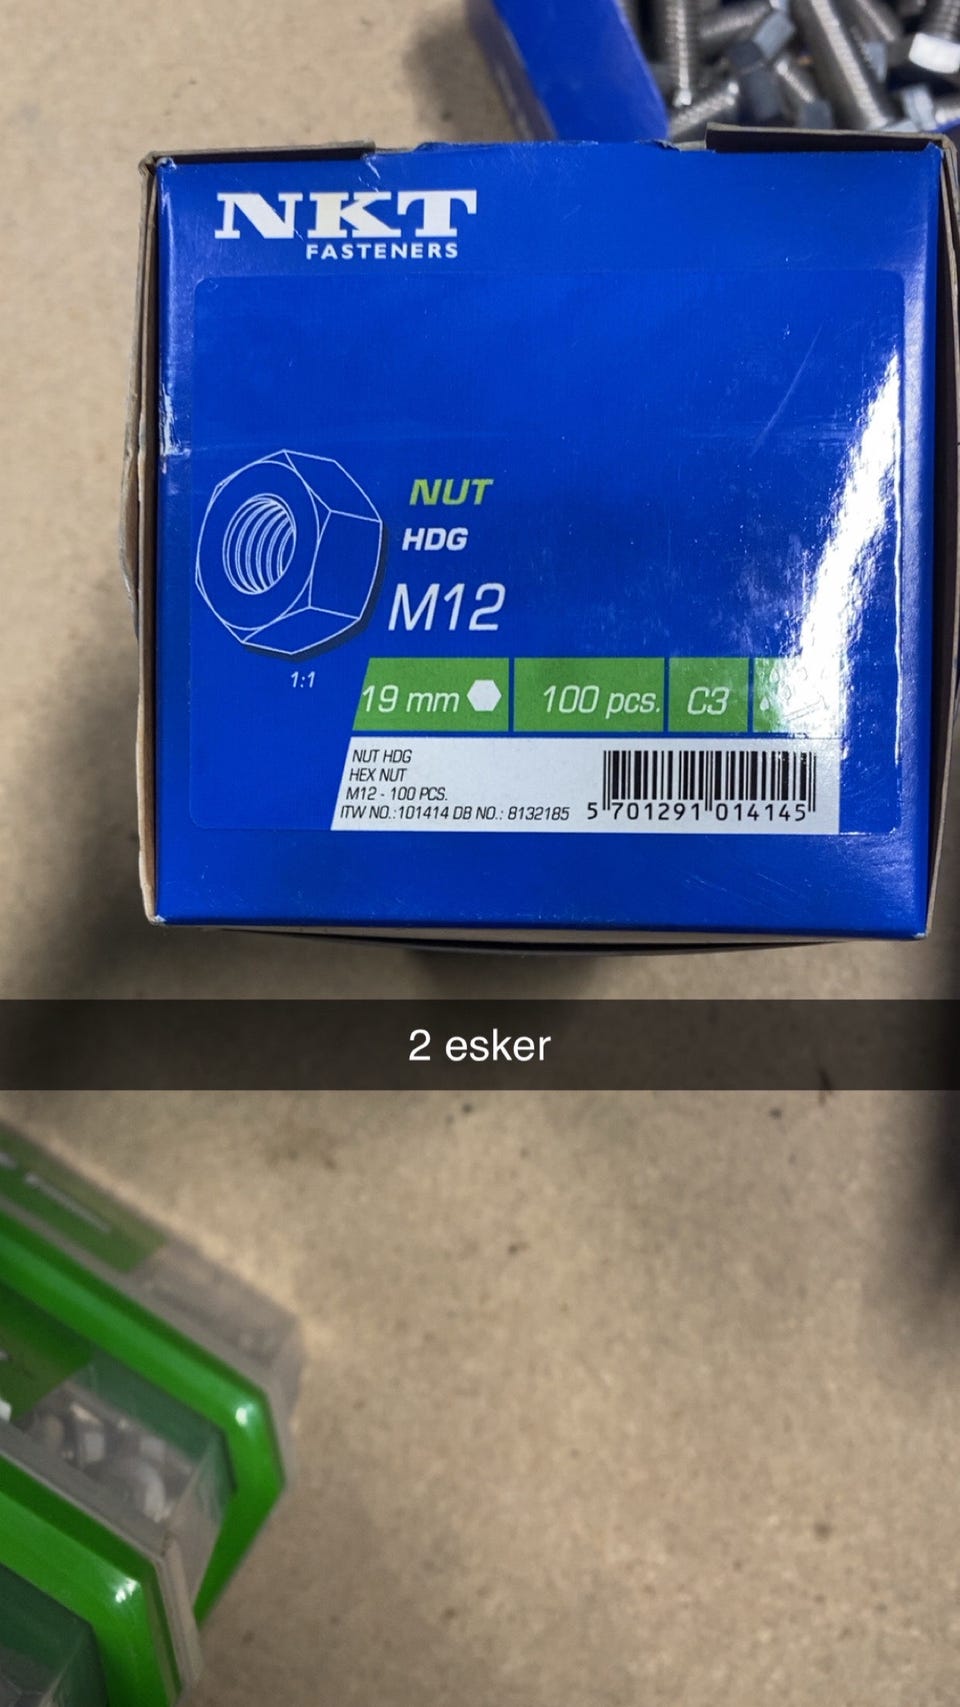 NKT
FASTENERS
NUT
HDG
M12
1:1
19 mm
100 pcs.
C3
NUT HDG
HEX NUT
M12 - 100 PCS.
ITW NO.:101414 DB NO.: 8132185
5 701291 014145
2 esker